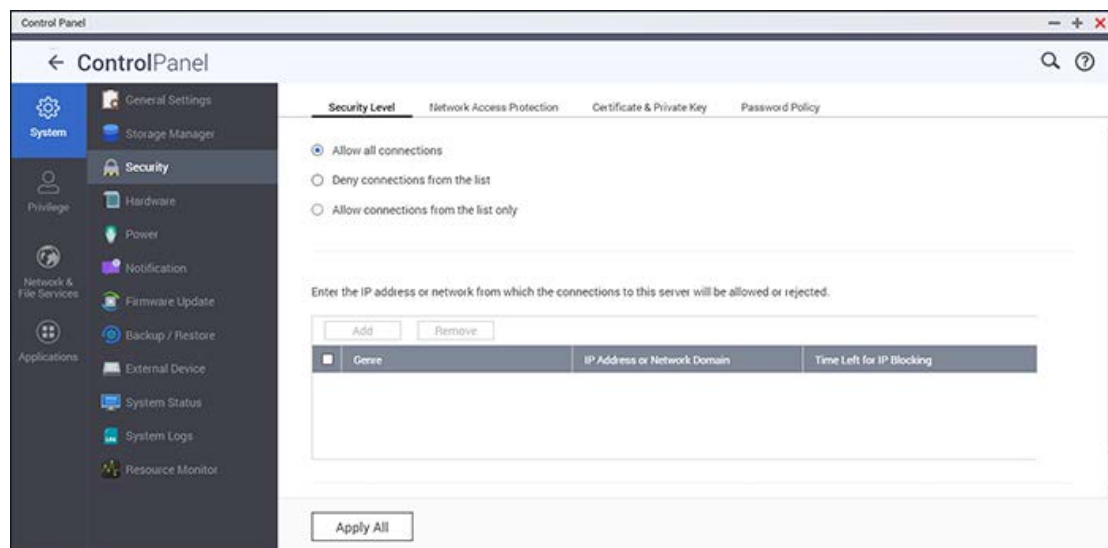 Control Panel
ControlPanel
System
Privilege
Network &
File Services
Applications
General Settings
Storage Manager
Security
Hardware
Power
Notification
Firmware Update
Backup / Restore
External Device
System Status
System Logs
Resource Monitor
Security Level Network Access Protection Certificate & Private Key Password Policy
Allow all connections
Deny connections from the list
Allow connections from the list only
Enter the IP address or network from which the connections to this server will be allowed or rejected.
Add Remove
Genre IP Address or Network Domain Time Left for IP Blocking
Apply All